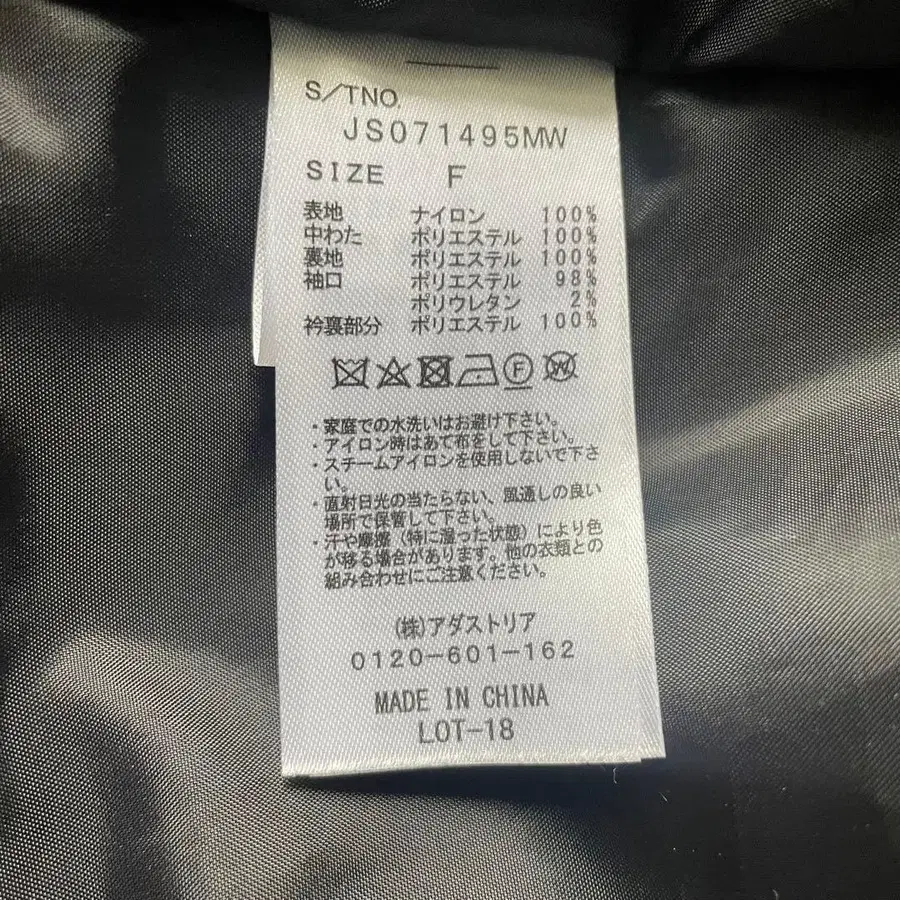 S/TNO.
JS071495MW
SIZE F
表地 ナイロン 100%
中わた ポリエステル 100%
裏地 ポリエステル 100%
袖口 ポリエステル 98%
ポリウレタン 2%
衿裏部分 ポリエステル 100%
F W
・家庭での水洗いはお避け下さい。
・アイロン時はあて布をして下さい。
・スチームアイロンを使用しないで下さ
い。
・直射日光の当たらない、風通しの良い
場所で保管して下さい。
・汗や摩擦（特に湿った状態）により色
が移る場合があります。他の衣類との
組み合わせにご注意ください。
(株)アダストリア
0120-601-162
MADE IN CHINA
LOT-18